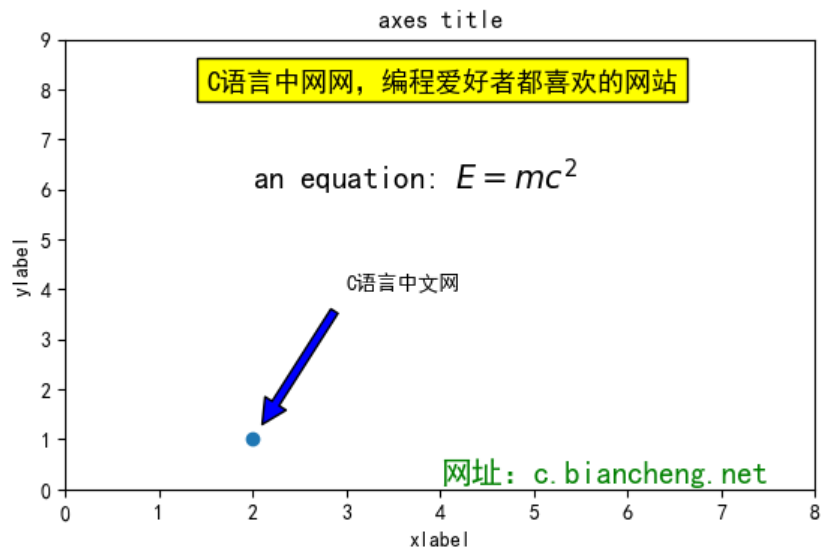 axes title
9
C语言中网网，编程爱好者都喜欢的网站
8
7
an equation: E = mc²
6
5
ylabel
C语言中文网
4
3
2
1
网址：c.biancheng.net
0
0 1 2 3 4 5 6 7 8
xlabel